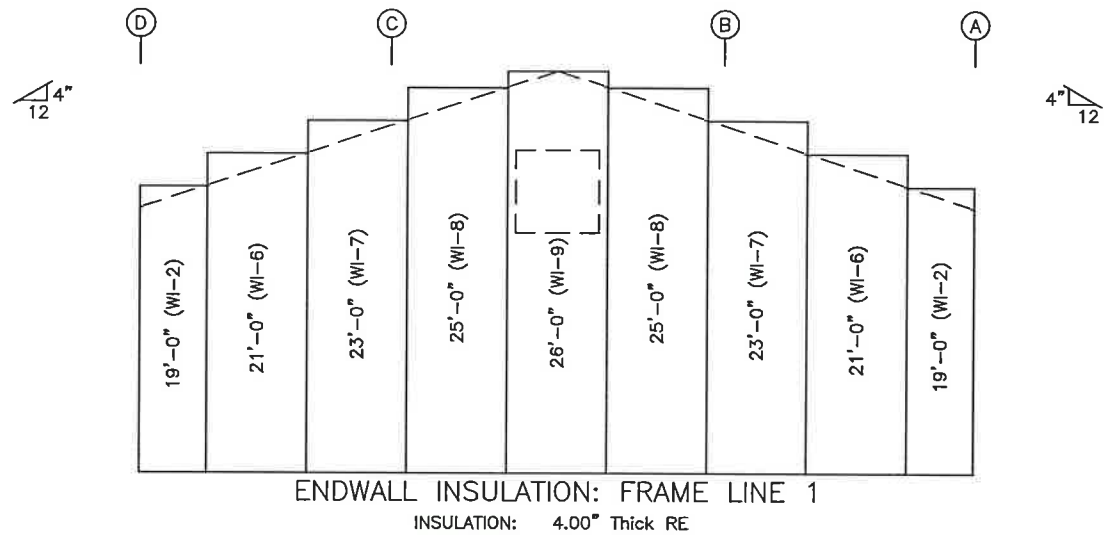 D C B A
4" 4"
12 12
19'-0" (WI-2) 21'-0" (WI-6) 23'-0" (WI-7) 25'-0" (WI-8) 26'-0" (WI-9) 25'-0" (WI-8) 23'-0" (WI-7) 21'-0" (WI-6) 19'-0" (WI-2)
ENDWALL INSULATION: FRAME LINE 1
INSULATION: 4.00" Thick RE